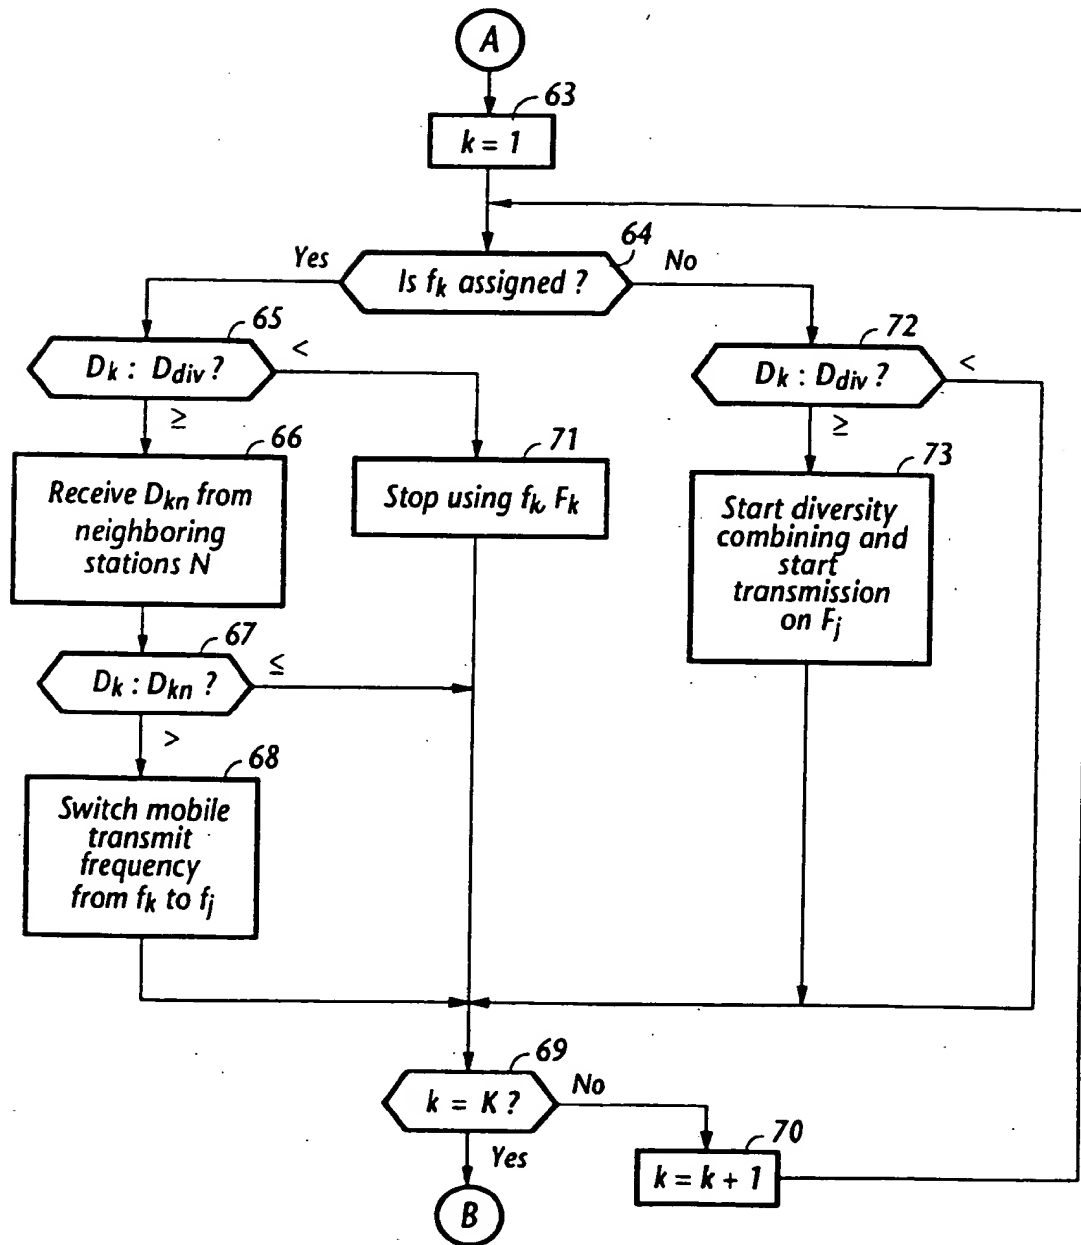 A
63
k = 1
64
Yes
Is fk assigned ?
No
65
Dk : Ddiv ?
<
≥
72
Dk : Ddiv ?
<
≥
66
Receive Dkn from
neighboring
stations N
71
Stop using fk, Fk
73
Start diversity
combining and
start
transmission
on Fj
67
Dk : Dkn ?
≤
>
68
Switch mobile
transmit
frequency
from fk to fj
69
k = K ?
No
Yes
70
k = k + 1
B